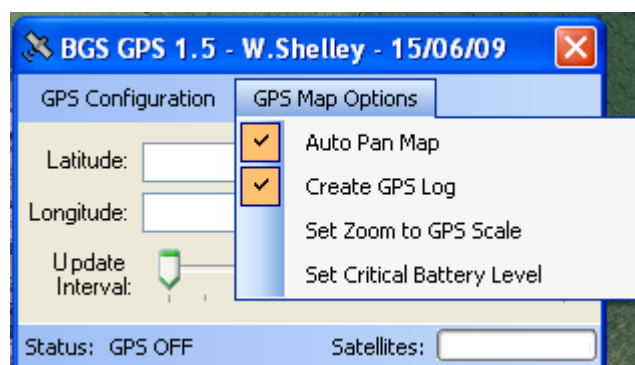 BGS GPS 1.5 - W.Shelley - 15/06/09
GPS Configuration GPS Map Options
Latitude:
Auto Pan Map
Create GPS Log
Longitude:
Set Zoom to GPS Scale
Update
Interval:
Set Critical Battery Level
Status: GPS OFF Satellites: